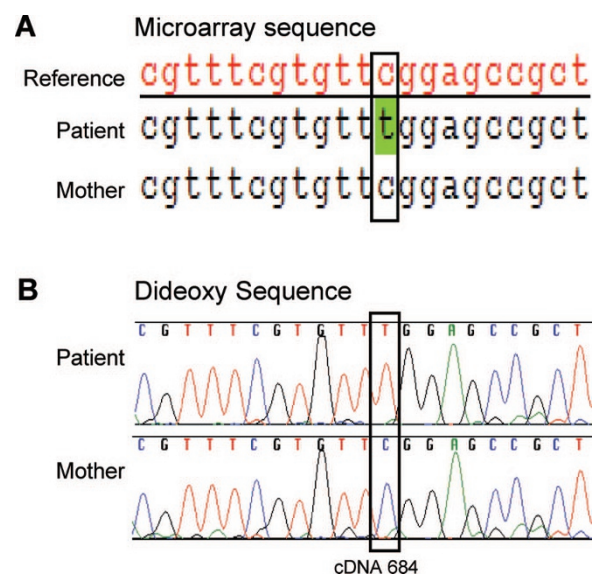 A Microarray sequence
Reference cgtttcgtgttcggagccgct
Patient cgtttcgtgtttggagccgct
Mother cgtttcgtgttcggagccgct
B Dideoxy Sequence
C G T T T C G T G T T T G G A G C C G C T
Patient
C G T T T C G T G T T C G G A G C C G C T
Mother
cDNA 684